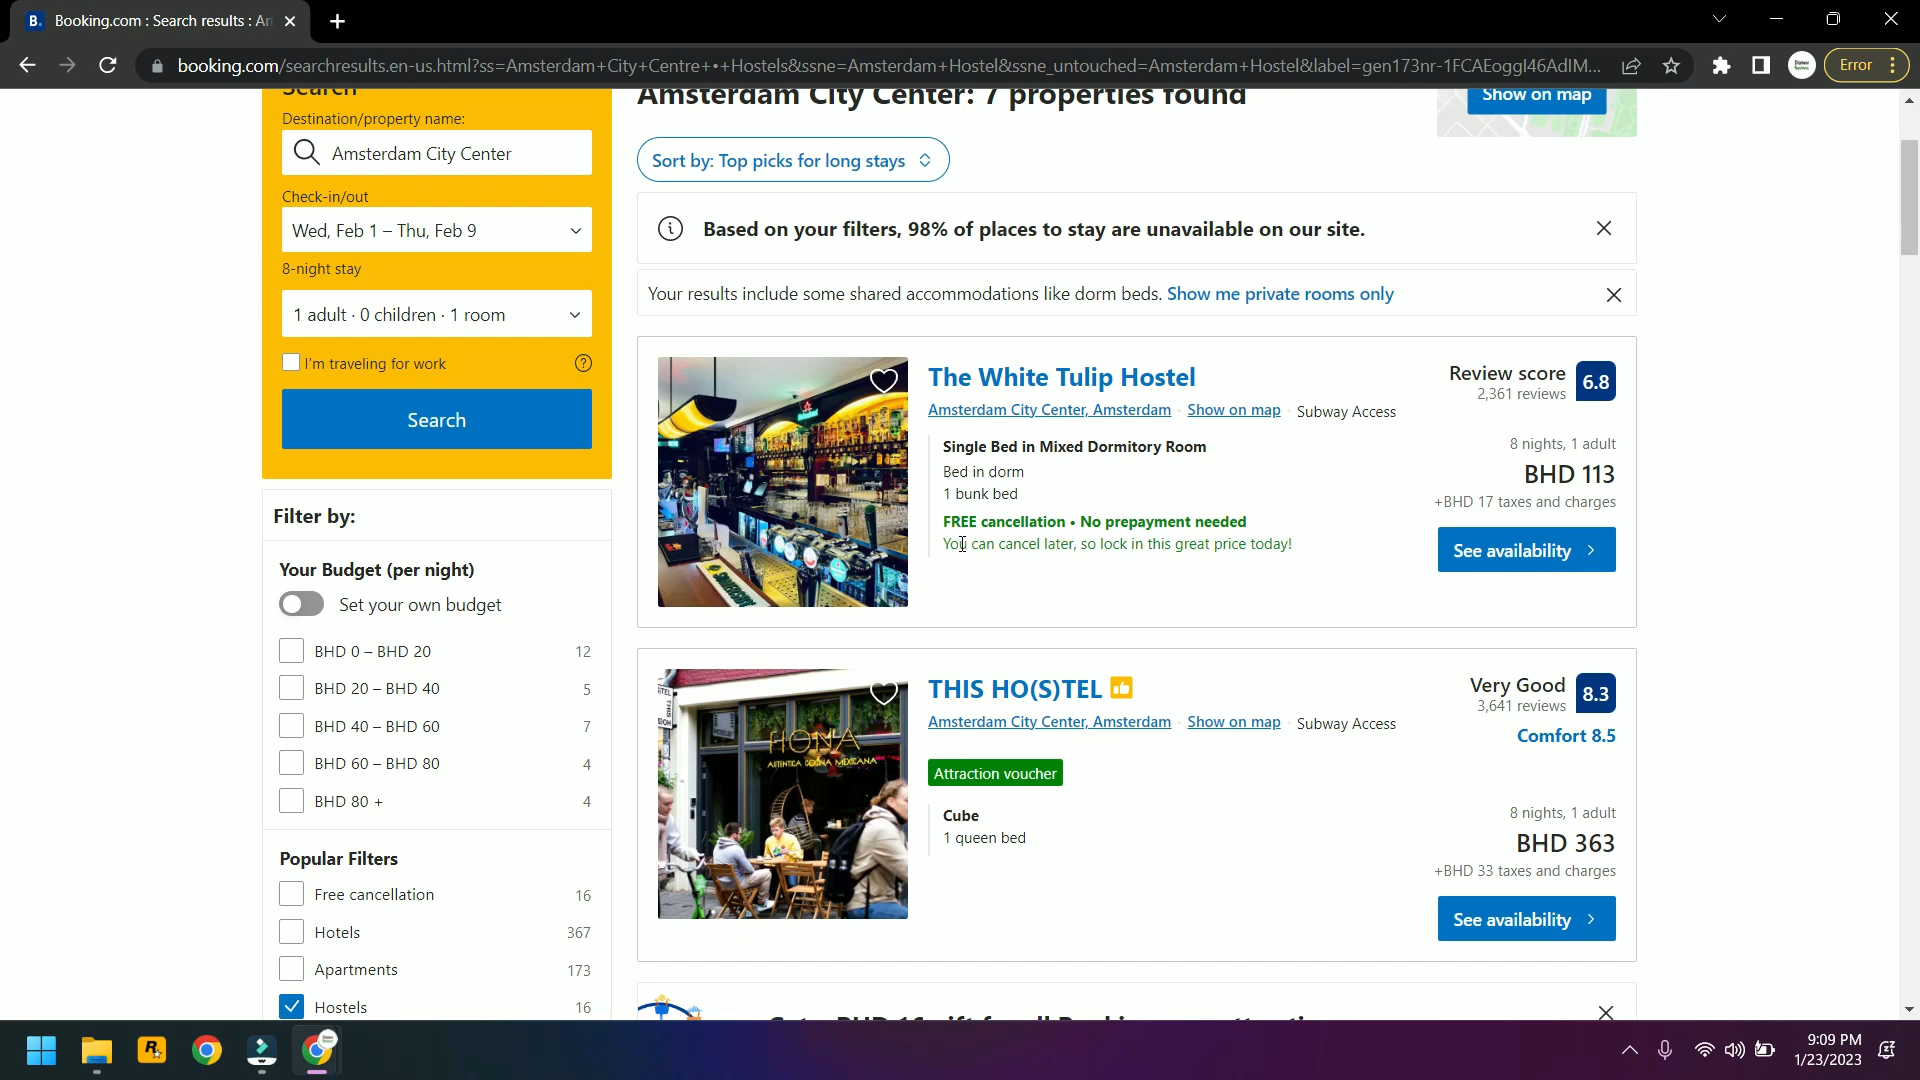 Booking.com : Search results : Am
booking.com/searchresults.en-us.html?ss=Amsterdam+City+Centre+•+Hostels&ssne=Amsterdam+Hostel&ssne_untouched=Amsterdam+Hostel&label=gen173nr-1FCAEoggI46AdIM...
Error
Search
Destination/property name:
Amsterdam City Center
Check-in/out
Wed, Feb 1 – Thu, Feb 9
8-night stay
1 adult · 0 children · 1 room
I'm traveling for work
Search
Filter by:
Your Budget (per night)
Set your own budget
BHD 0 – BHD 20 12
BHD 20 – BHD 40 5
BHD 40 – BHD 60 7
BHD 60 – BHD 80 4
BHD 80 + 4
Popular Filters
Free cancellation 16
Hotels 367
Apartments 173
Hostels 16
Amsterdam City Center: 7 properties found
Show on map
Sort by: Top picks for long stays
Based on your filters, 98% of places to stay are unavailable on our site.
Your results include some shared accommodations like dorm beds. Show me private rooms only
The White Tulip Hostel
Amsterdam City Center, Amsterdam Show on map Subway Access
Single Bed in Mixed Dormitory Room
Bed in dorm
1 bunk bed
FREE cancellation • No prepayment needed
You can cancel later, so lock in this great price today!
Review score 6.8
2,361 reviews
8 nights, 1 adult
BHD 113
+BHD 17 taxes and charges
See availability
THIS HO(S)TEL
Amsterdam City Center, Amsterdam Show on map Subway Access
Attraction voucher
Cube
1 queen bed
Very Good 8.3
3,641 reviews
Comfort 8.5
8 nights, 1 adult
BHD 363
+BHD 33 taxes and charges
See availability
AUTENTICA COCINA MEXICANA
9:09 PM
1/23/2023